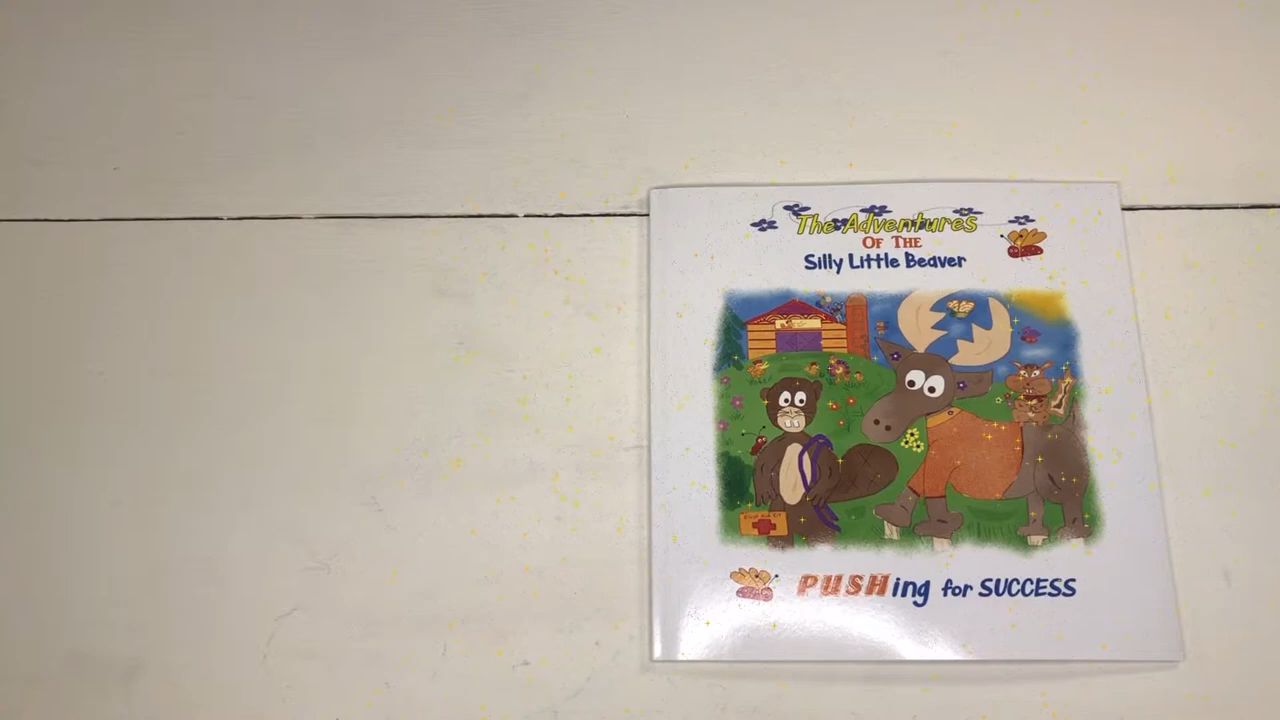 The Adventures
OF THE
Silly Little Beaver
PUSHing for SUCCESS